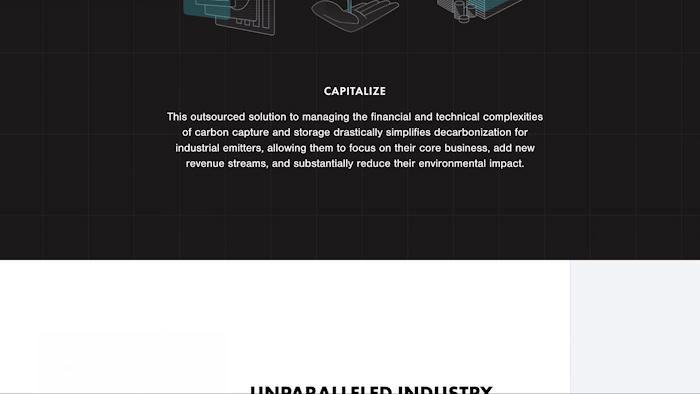 CAPITALIZE
This outsourced solution to managing the financial and technical complexities
of carbon capture and storage drastically simplifies decarbonization for
industrial emitters, allowing them to focus on their core business, add new
revenue streams, and substantially reduce their environmental impact.
UNPARALLELED INDUSTRY